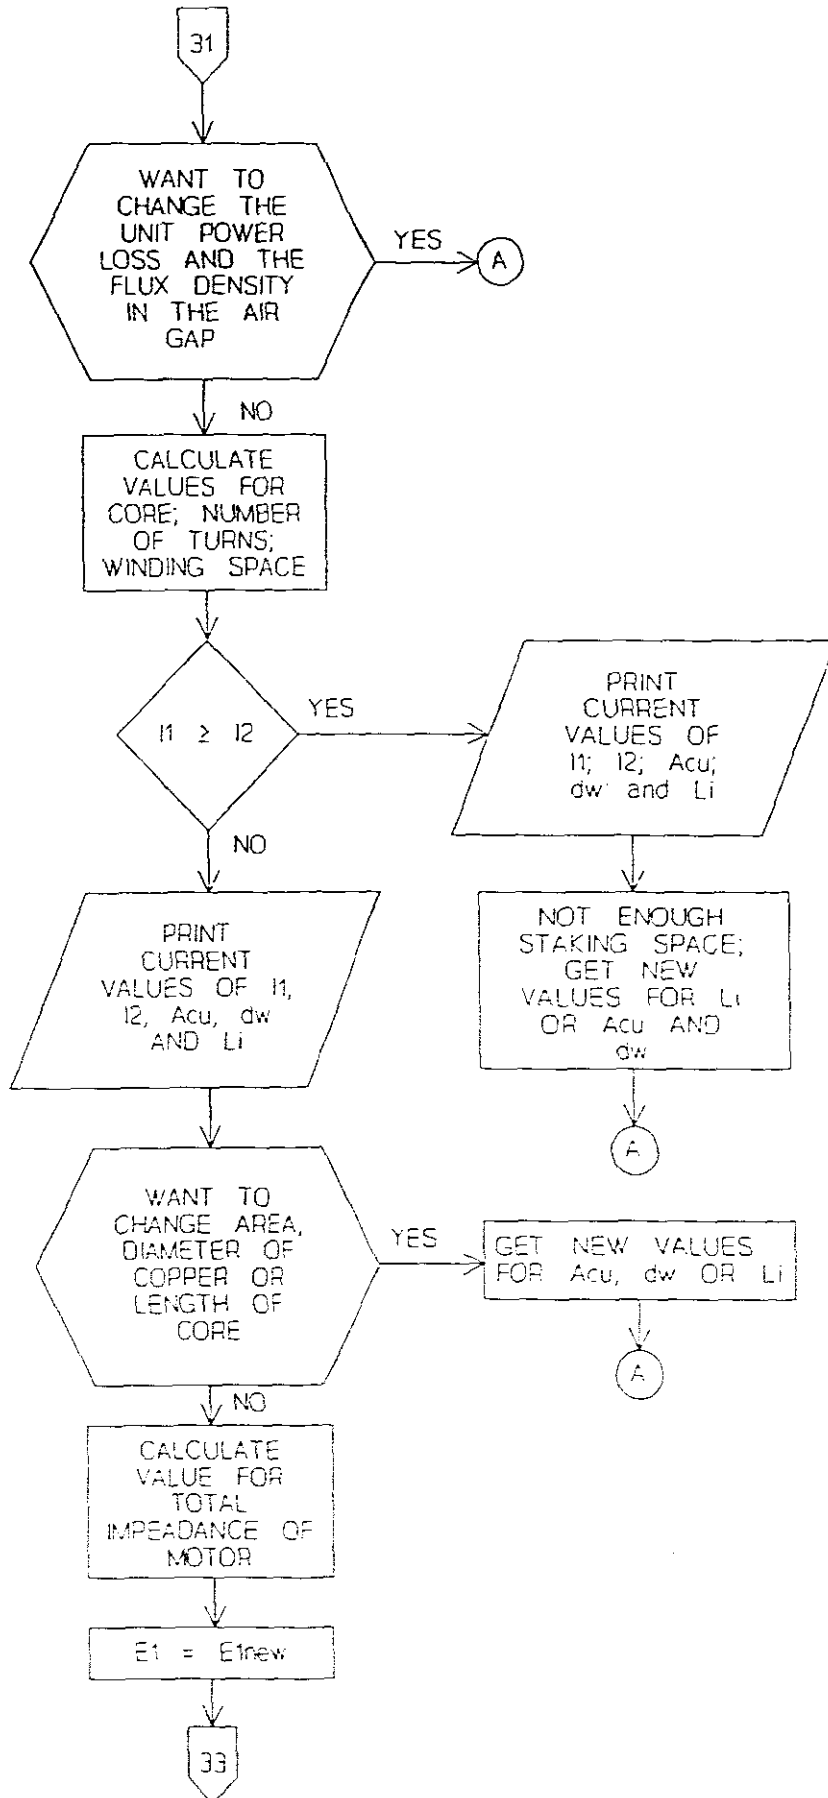 31
WANT TO
CHANGE THE
UNIT POWER
LOSS AND THE
FLUX DENSITY
IN THE AIR
GAP
YES
A
NO
CALCULATE
VALUES FOR
CORE; NUMBER
OF TURNS;
WINDING SPACE
I1 ≥ I2
YES
PRINT
CURRENT
VALUES OF
I1; I2; Acu;
dw and Li
NO
PRINT
CURRENT
VALUES OF I1,
I2, Acu, dw
AND Li
NOT ENOUGH
STAKING SPACE;
GET NEW
VALUES FOR Li
OR Acu AND
dw
A
WANT TO
CHANGE AREA,
DIAMETER OF
COPPER OR
LENGTH OF
CORE
YES
GET NEW VALUES
FOR Acu, dw OR Li
A
NO
CALCULATE
VALUE FOR
TOTAL
IMPEADANCE OF
MOTOR
E1 = E1new
33